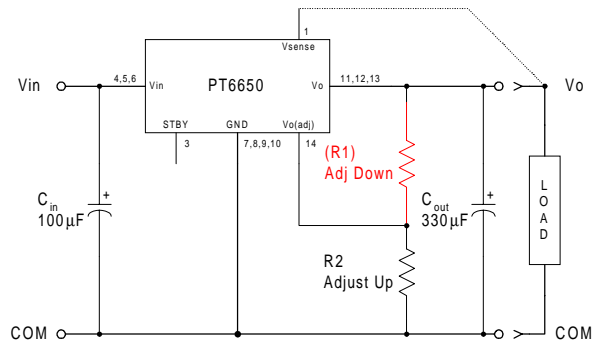 1
Vsense
Vin
4,5,6
Vin
PT6650
Vo
11,12,13
Vo
STBY
GND
Vo(adj)
3
7,8,9,10
14
(R1)
Adj Down
Cin
100µF
+
Cout
330µF
+
LOAD
R2
Adjust Up
COM
COM